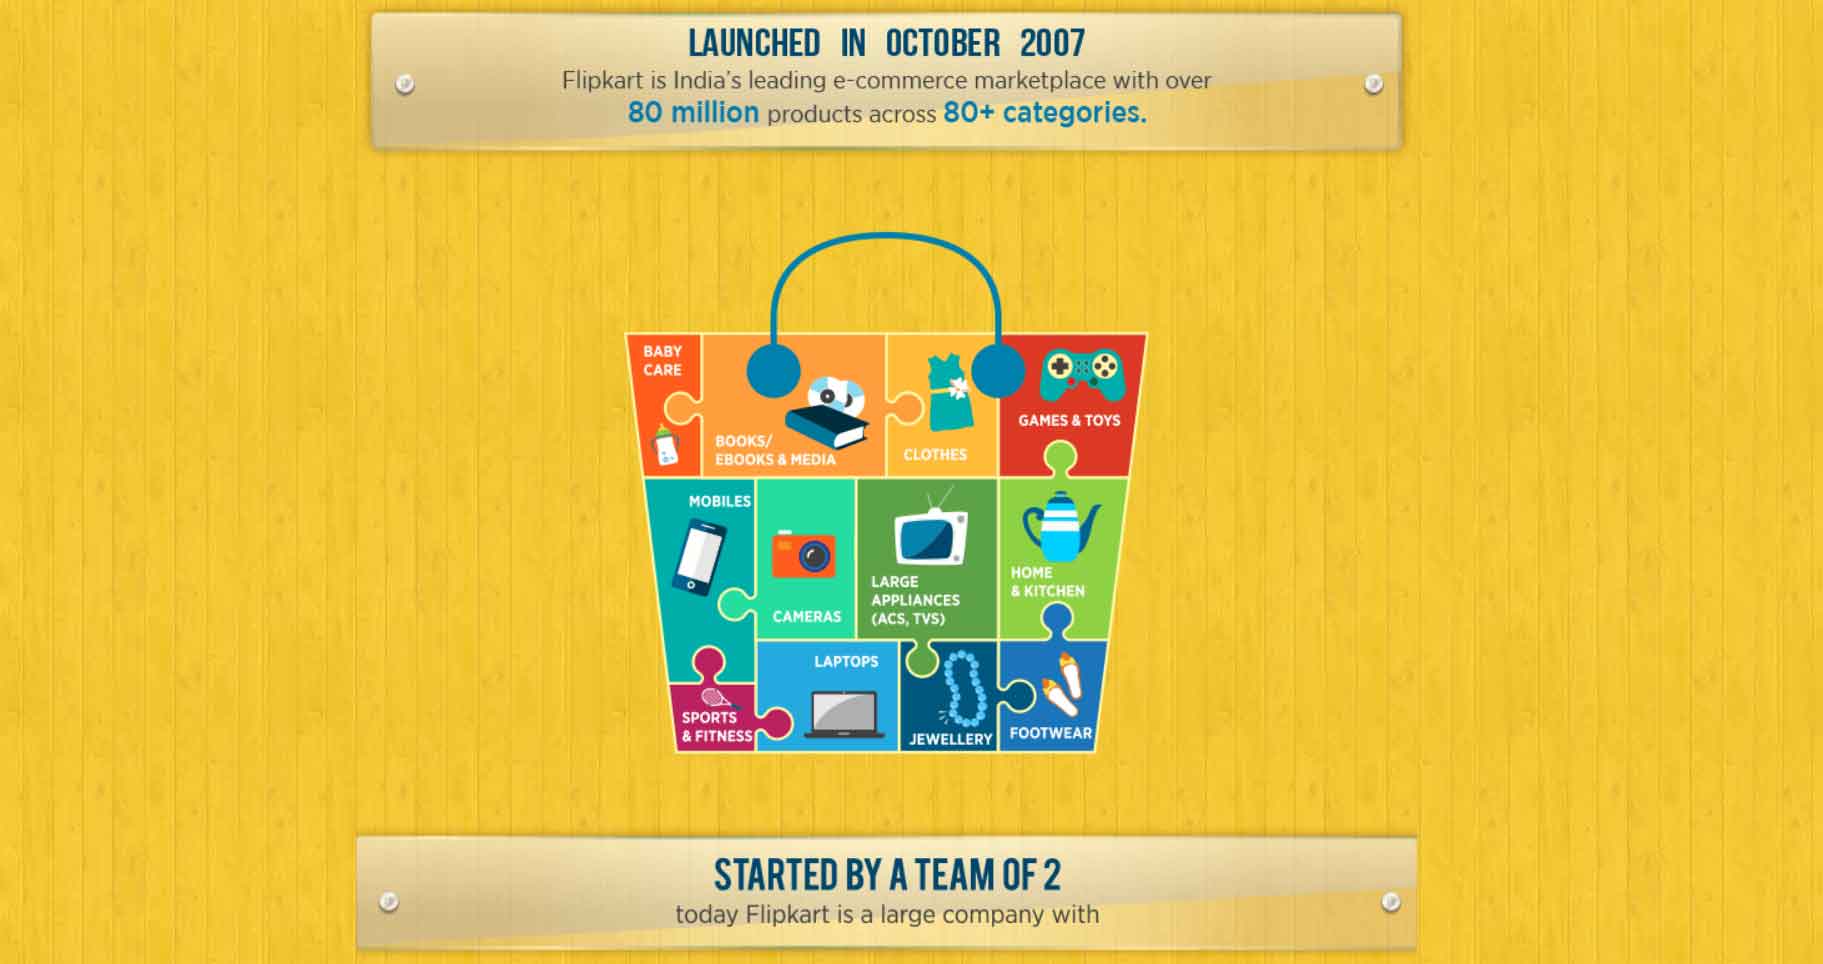 LAUNCHED IN OCTOBER 2007
Flipkart is India's leading e-commerce marketplace with over
80 million products across 80+ categories.
BABY
CARE
BOOKS/
EBOOKS & MEDIA
CLOTHES
GAMES & TOYS
MOBILES
CAMERAS
LARGE
APPLIANCES
(ACS, TVS)
HOME
& KITCHEN
SPORTS
& FITNESS
LAPTOPS
JEWELLERY
FOOTWEAR
STARTED BY A TEAM OF 2
today Flipkart is a large company with